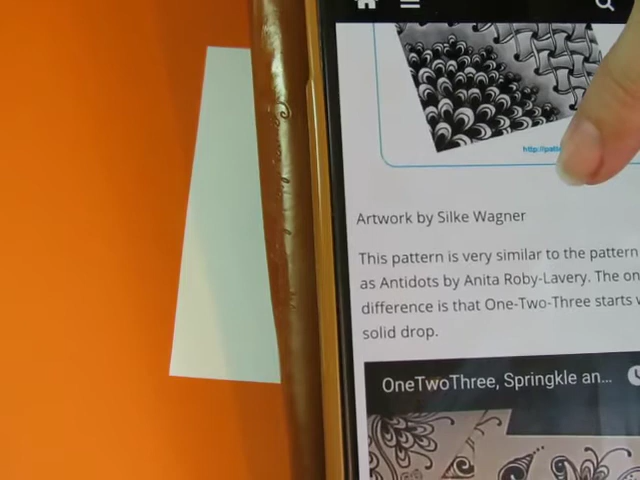 Artwork by Silke Wagner
This pattern is very similar to the pattern
as Antidots by Anita Roby-Lavery. The on
difference is that One-Two-Three starts w
solid drop.
OneTwoThree, Springkle an...